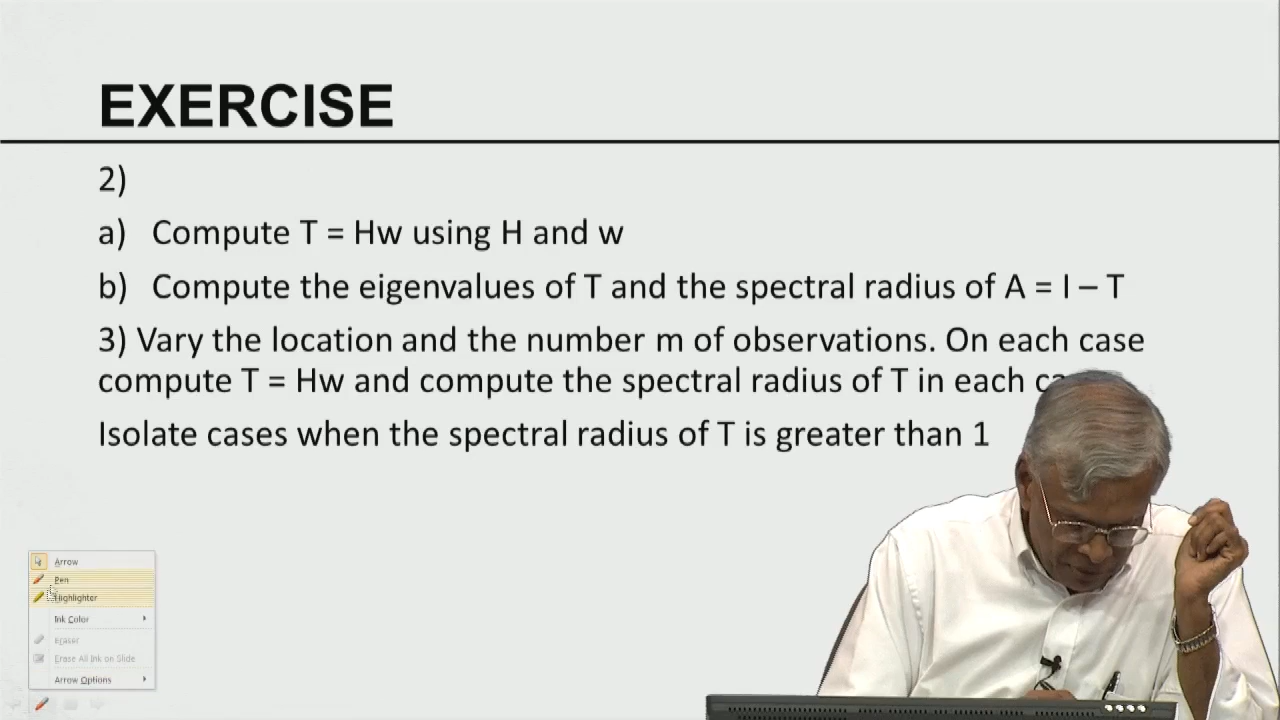 EXERCISE
2)
a) Compute T = Hw using H and w
b) Compute the eigenvalues of T and the spectral radius of A = I – T
3) Vary the location and the number m of observations. On each case
compute T = Hw and compute the spectral radius of T in each
Isolate cases when the spectral radius of T is greater than 1
Arrow
Pen
Highlighter
Ink Color
Eraser
Erase All Ink on Slide
Arrow Options